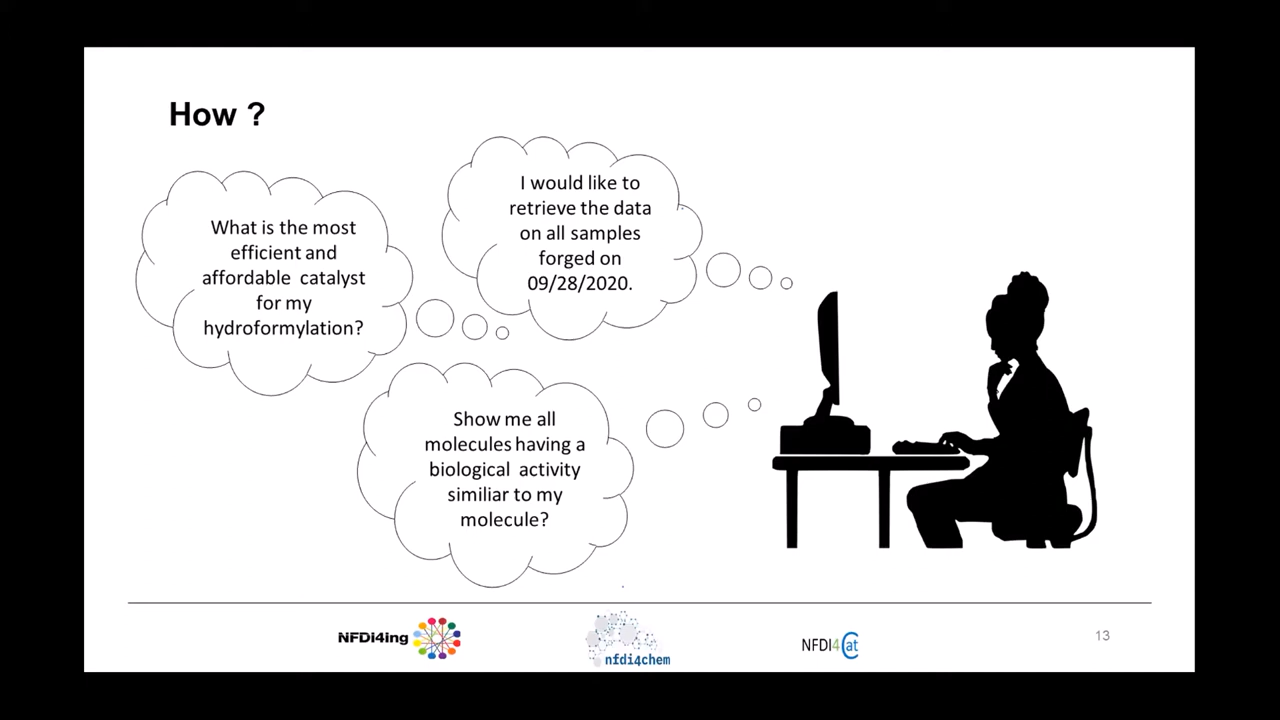 How ?
What is the most
efficient and
affordable catalyst
for my
hydroformylation?
I would like to
retrieve the data
on all samples
forged on
09/28/2020.
Show me all
molecules having a
biological activity
similiar to my
molecule?
NFDI4ing
nfdi4chem
NFDI4Cat
13